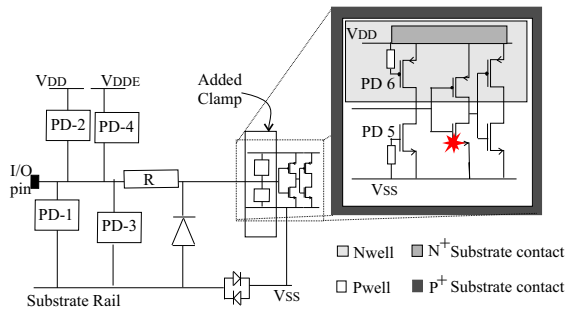 VDD
VDDE
Added
Clamp
PD-2
PD-4
I/O
pin
R
PD-1
PD-3
Substrate Rail
VSS
VDD
PD 6
PD 5
VSS
Nwell
N+ Substrate contact
Pwell
P+ Substrate contact